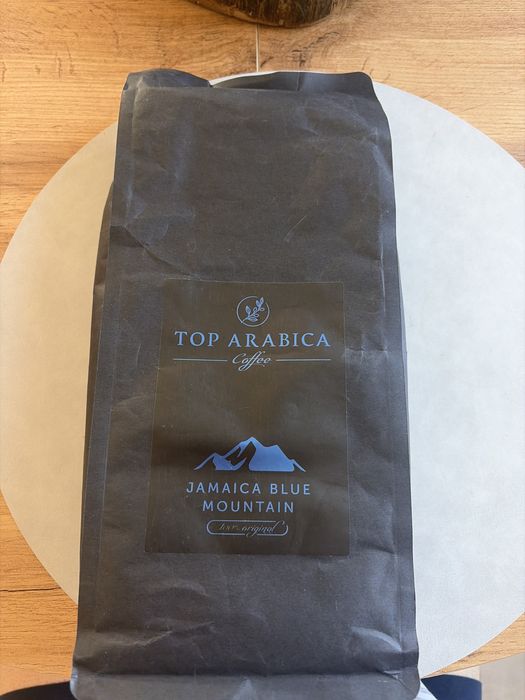 TOP ARABICA
Coffee
JAMAICA BLUE
MOUNTAIN
100% original